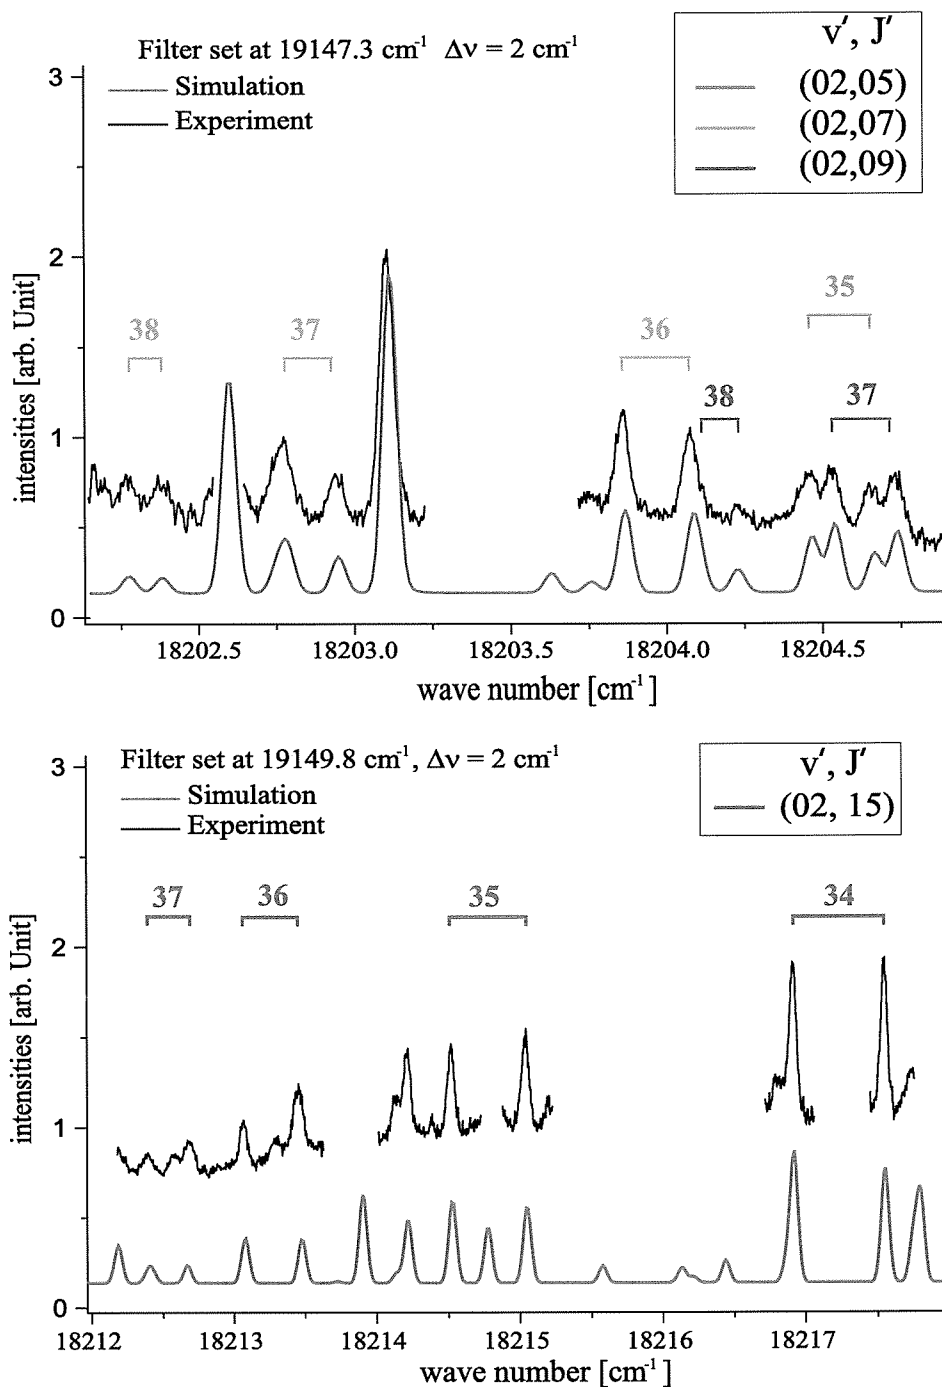 Filter set at 19147.3 cm⁻¹ Δν = 2 cm⁻¹
Simulation
Experiment
v′, J′
(02,05)
(02,07)
(02,09)
3
2
1
0
intensities [arb. Unit]
38
37
36
35
38
37
18202.5
18203.0
18203.5
18204.0
18204.5
wave number [cm⁻¹]
Filter set at 19149.8 cm⁻¹, Δν = 2 cm⁻¹
Simulation
Experiment
v′, J′
(02, 15)
3
2
1
0
intensities [arb. Unit]
37
36
35
34
18212
18213
18214
18215
18216
18217
wave number [cm⁻¹]